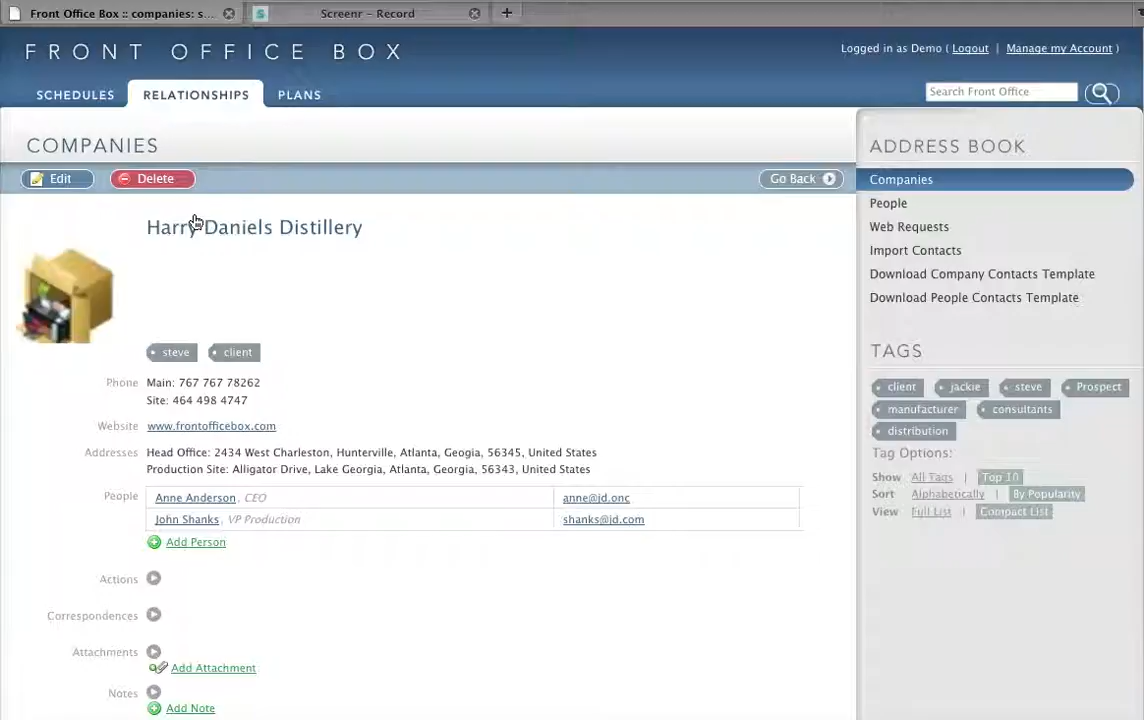 Front Office Box :: companies: s...
Screenr - Record
FRONT OFFICE BOX
Logged in as Demo ( Logout | Manage my Account )
SCHEDULES RELATIONSHIPS PLANS
Search Front Office
COMPANIES
Edit Delete Go Back
Harry Daniels Distillery
steve client
Phone Main: 767 767 78262
Site: 464 498 4747
Website www.frontofficebox.com
Addresses Head Office: 2434 West Charleston, Hunterville, Atlanta, Geogia, 56345, United States
Production Site: Alligator Drive, Lake Georgia, Atlanta, Georgia, 56343, United States
People Anne Anderson, CEO anne@jd.onc
John Shanks, VP Production shanks@jd.com
Add Person
Actions
Correspondences
Attachments
Add Attachment
Notes
Add Note
ADDRESS BOOK
Companies
People
Web Requests
Import Contacts
Download Company Contacts Template
Download People Contacts Template
TAGS
client jackie steve Prospect
manufacturer consultants
distribution
Tag Options:
Show All Tags | Top 10
Sort Alphabetically | By Popularity
View Full List | Compact List